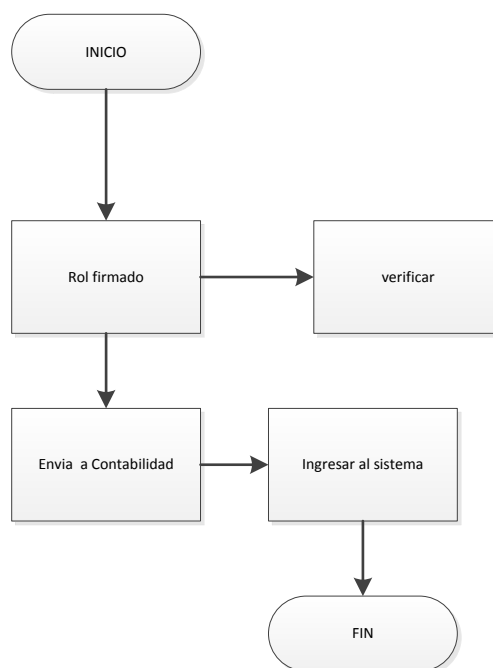 INICIO
Rol firmado
verificar
Envia a Contabilidad
Ingresar al sistema
FIN